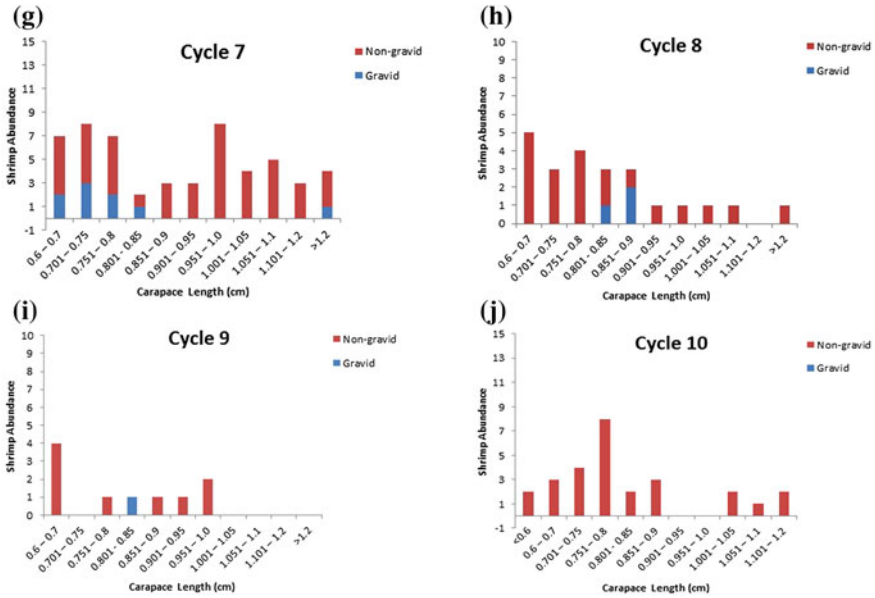 (g)
Cycle 7
Non-gravid
Gravid
Shrimp Abundance
15
13
11
9
7
5
3
1
-1
0.6 – 0.7
0.701 – 0.75
0.751 – 0.8
0.801 - 0.85
0.851 – 0.9
0.901 – 0.95
0.951 – 1.0
1.001 – 1.05
1.051 – 1.1
1.101 – 1.2
>1.2
Carapace Length (cm)
(h)
Cycle 8
Non-gravid
Gravid
Shrimp Abundance
10
9
8
7
6
5
4
3
2
1
0
0.6 – 0.7
0.701 – 0.75
0.751 – 0.8
0.801 - 0.85
0.851 – 0.9
0.901 – 0.95
0.951 – 1.0
1.001 – 1.05
1.051 – 1.1
1.101 – 1.2
>1.2
Carapace Length (cm)
(i)
Cycle 9
Non-gravid
Gravid
Shrimp Abundance
10
9
8
7
6
5
4
3
2
1
0
0.6 – 0.7
0.701 – 0.75
0.751 – 0.8
0.801 - 0.85
0.851 – 0.9
0.901 – 0.95
0.951 – 1.0
1.001 – 1.05
1.051 – 1.1
1.101 – 1.2
>1.2
Carapace Length (cm)
(j)
Cycle 10
Non-gravid
Gravid
Shrimp Abundance
15
13
11
9
7
5
3
1
-1
<0.6
0.6 – 0.7
0.701 – 0.75
0.751 – 0.8
0.801 - 0.85
0.851 – 0.9
0.901 – 0.95
0.951 – 1.0
1.001 – 1.05
1.051 – 1.1
1.101 – 1.2
Carapace Length (cm)